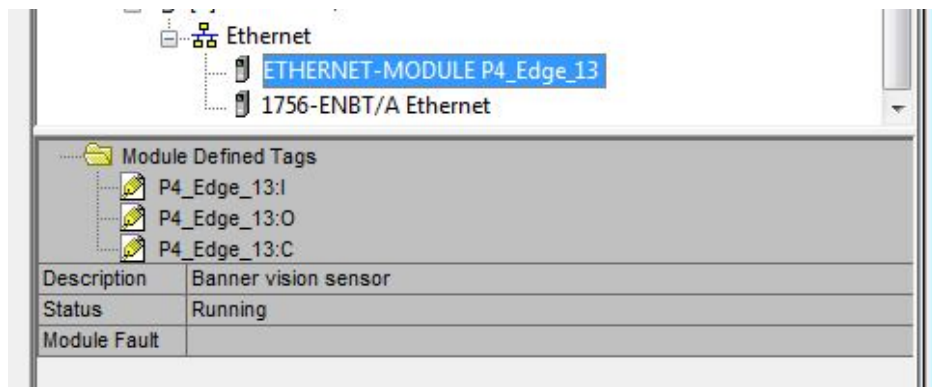 Ethernet
ETHERNET-MODULE P4_Edge_13
1756-ENBT/A Ethernet
Module Defined Tags
P4_Edge_13:I
P4_Edge_13:O
P4_Edge_13:C
Description Banner vision sensor
Status Running
Module Fault